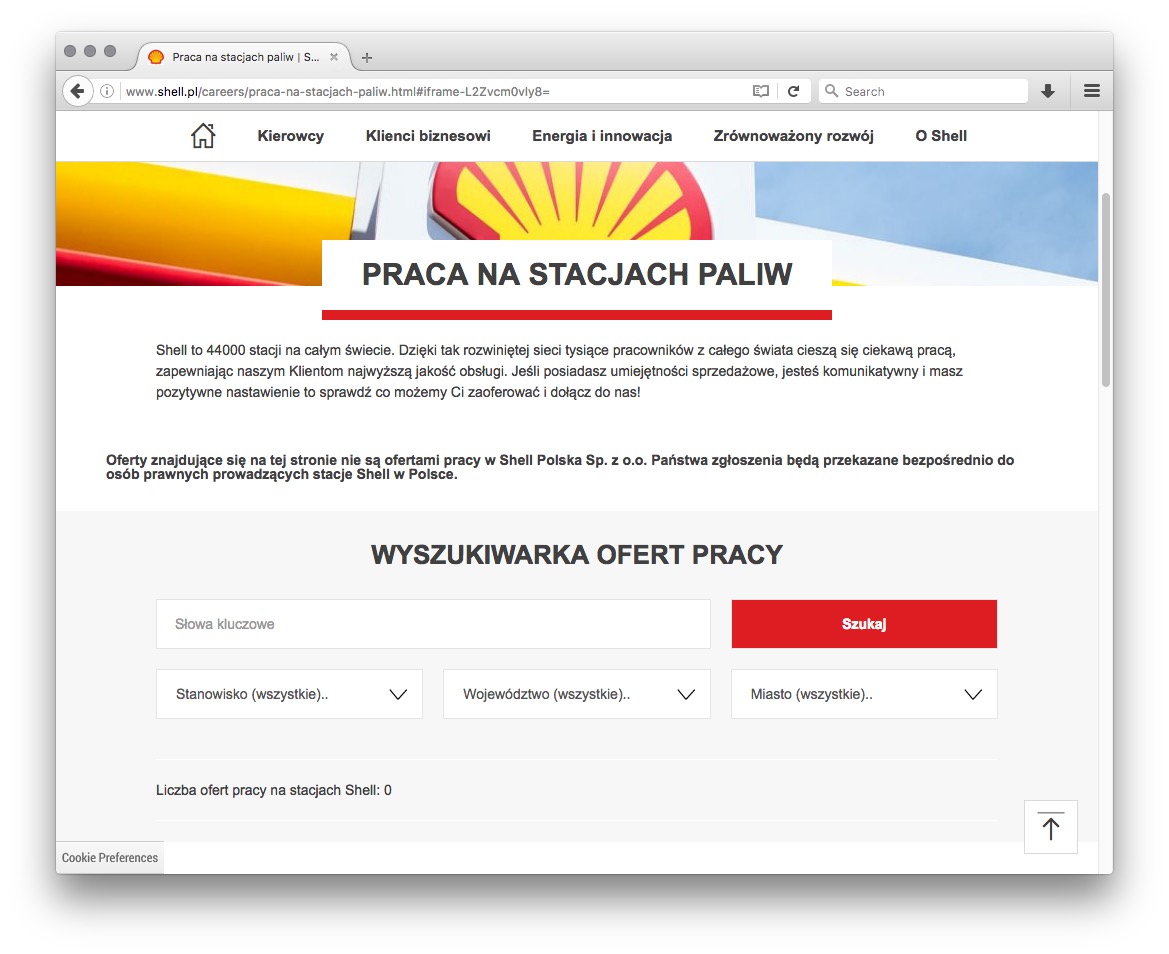 Praca na stacjach paliw | S...
www.shell.pl/careers/praca-na-stacjach-paliw.html#iframe-L2Zvcm0vIy8=
Search
Kierowcy
Klienci biznesowi
Energia i innowacja
Zrównoważony rozwój
O Shell
PRACA NA STACJACH PALIW
Shell to 44000 stacji na całym świecie. Dzięki tak rozwiniętej sieci tysiące pracowników z całego świata cieszą się ciekawą pracą,
zapewniając naszym Klientom najwyższą jakość obsługi. Jeśli posiadasz umiejętności sprzedażowe, jesteś komunikatywny i masz
pozytywne nastawienie to sprawdź co możemy Ci zaoferować i dołącz do nas!
Oferty znajdujące się na tej stronie nie są ofertami pracy w Shell Polska Sp. z o.o. Państwa zgłoszenia będą przekazane bezpośrednio do
osób prawnych prowadzących stacje Shell w Polsce.
WYSZUKIWARKA OFERT PRACY
Słowa kluczowe
Szukaj
Stanowisko (wszystkie)..
Województwo (wszystkie)..
Miasto (wszystkie)..
Liczba ofert pracy na stacjach Shell: 0
Cookie Preferences